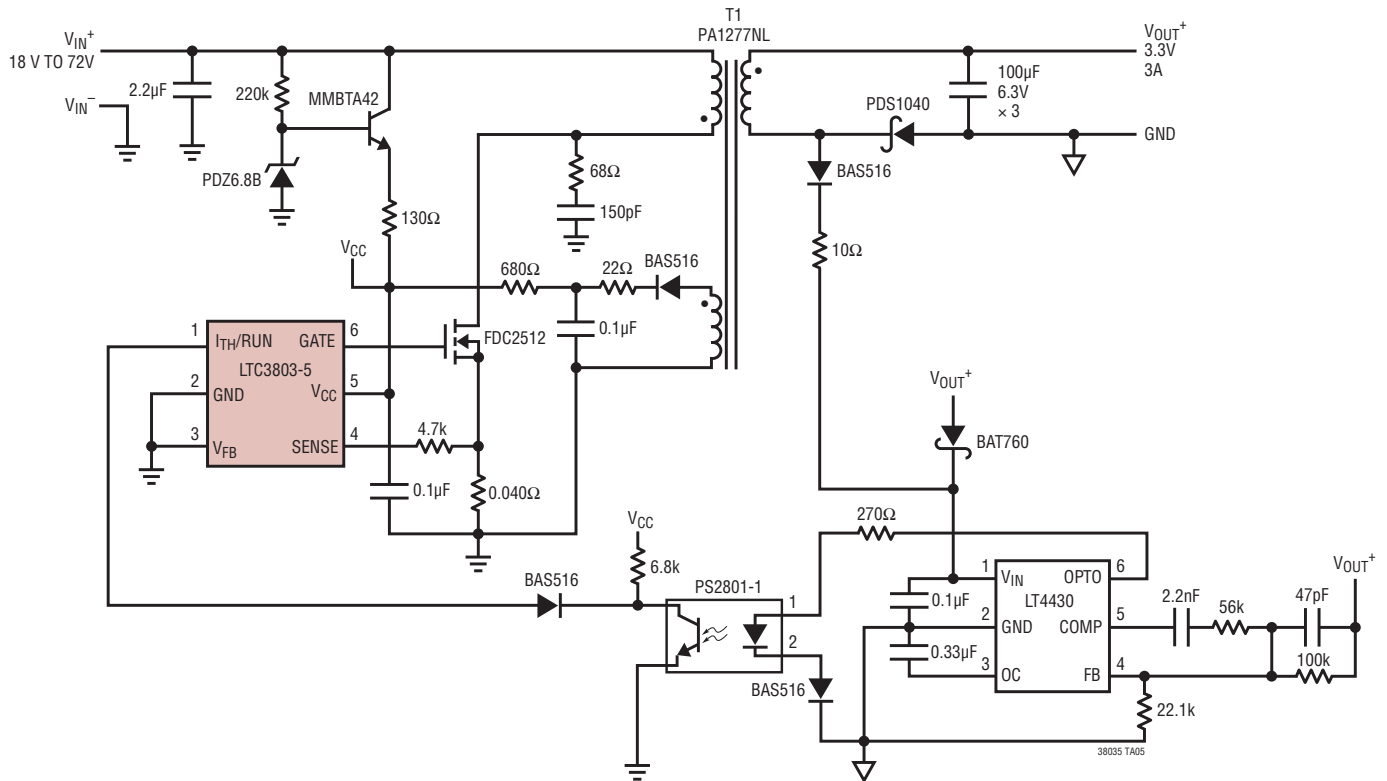 T1
PA1277NL
VIN+
18 V TO 72V
VIN−
2.2µF
220k
MMBTA42
PDZ6.8B
130Ω
VCC
68Ω
150pF
680Ω
22Ω
BAS516
0.1µF
FDC2512
PDS1040
100µF
6.3V
× 3
VOUT+
3.3V
3A
GND
BAS516
10Ω
1
ITH/RUN
GATE
6
LTC3803-5
2
GND
VCC
5
3
VFB
SENSE
4
4.7k
0.1µF
0.040Ω
VOUT+
BAT760
VCC
6.8k
BAS516
PS2801-1
1
2
BAS516
270Ω
1
VIN
OPTO
6
LT4430
0.1µF
2
GND
COMP
5
0.33µF
3
OC
FB
4
2.2nF
56k
47pF
100k
VOUT+
22.1k
38035 TA05